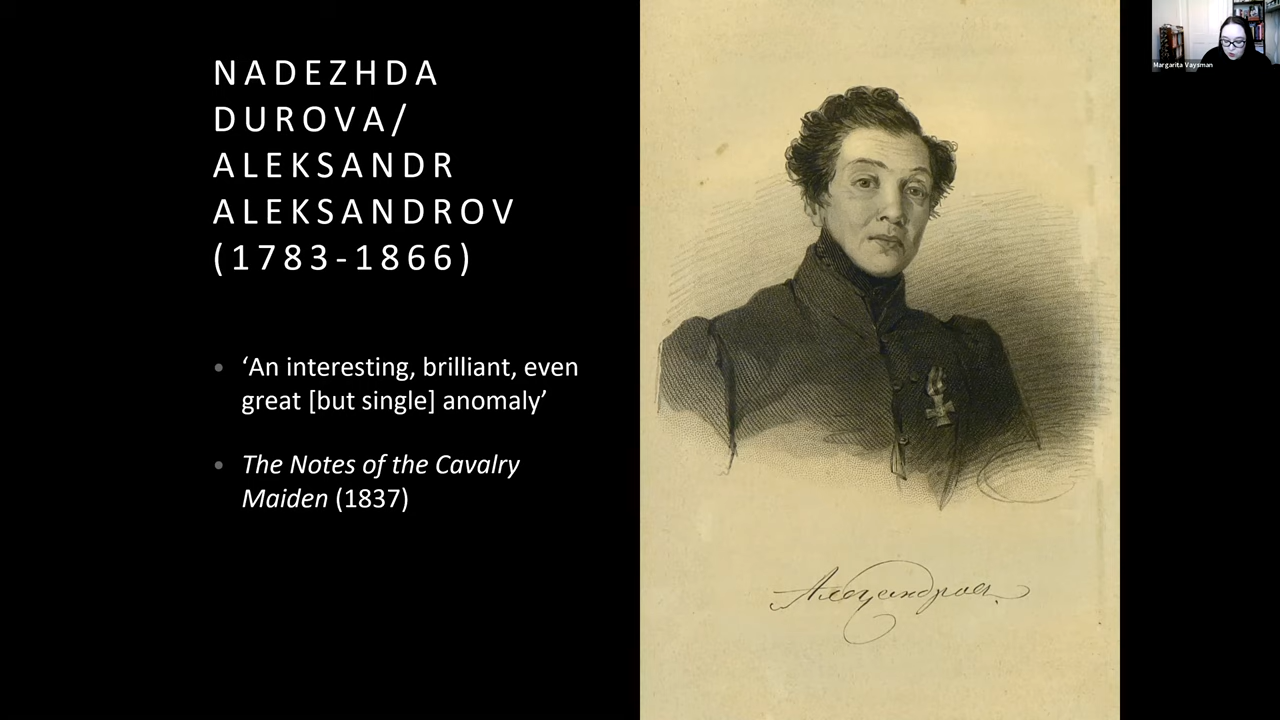 NADEZHDA
DUROVA/
ALEKSANDR
ALEKSANDROV
(1783-1866)
‘An interesting, brilliant, even
great [but single] anomaly’
The Notes of the Cavalry
Maiden (1837)
Александров
Margarita Vaysman